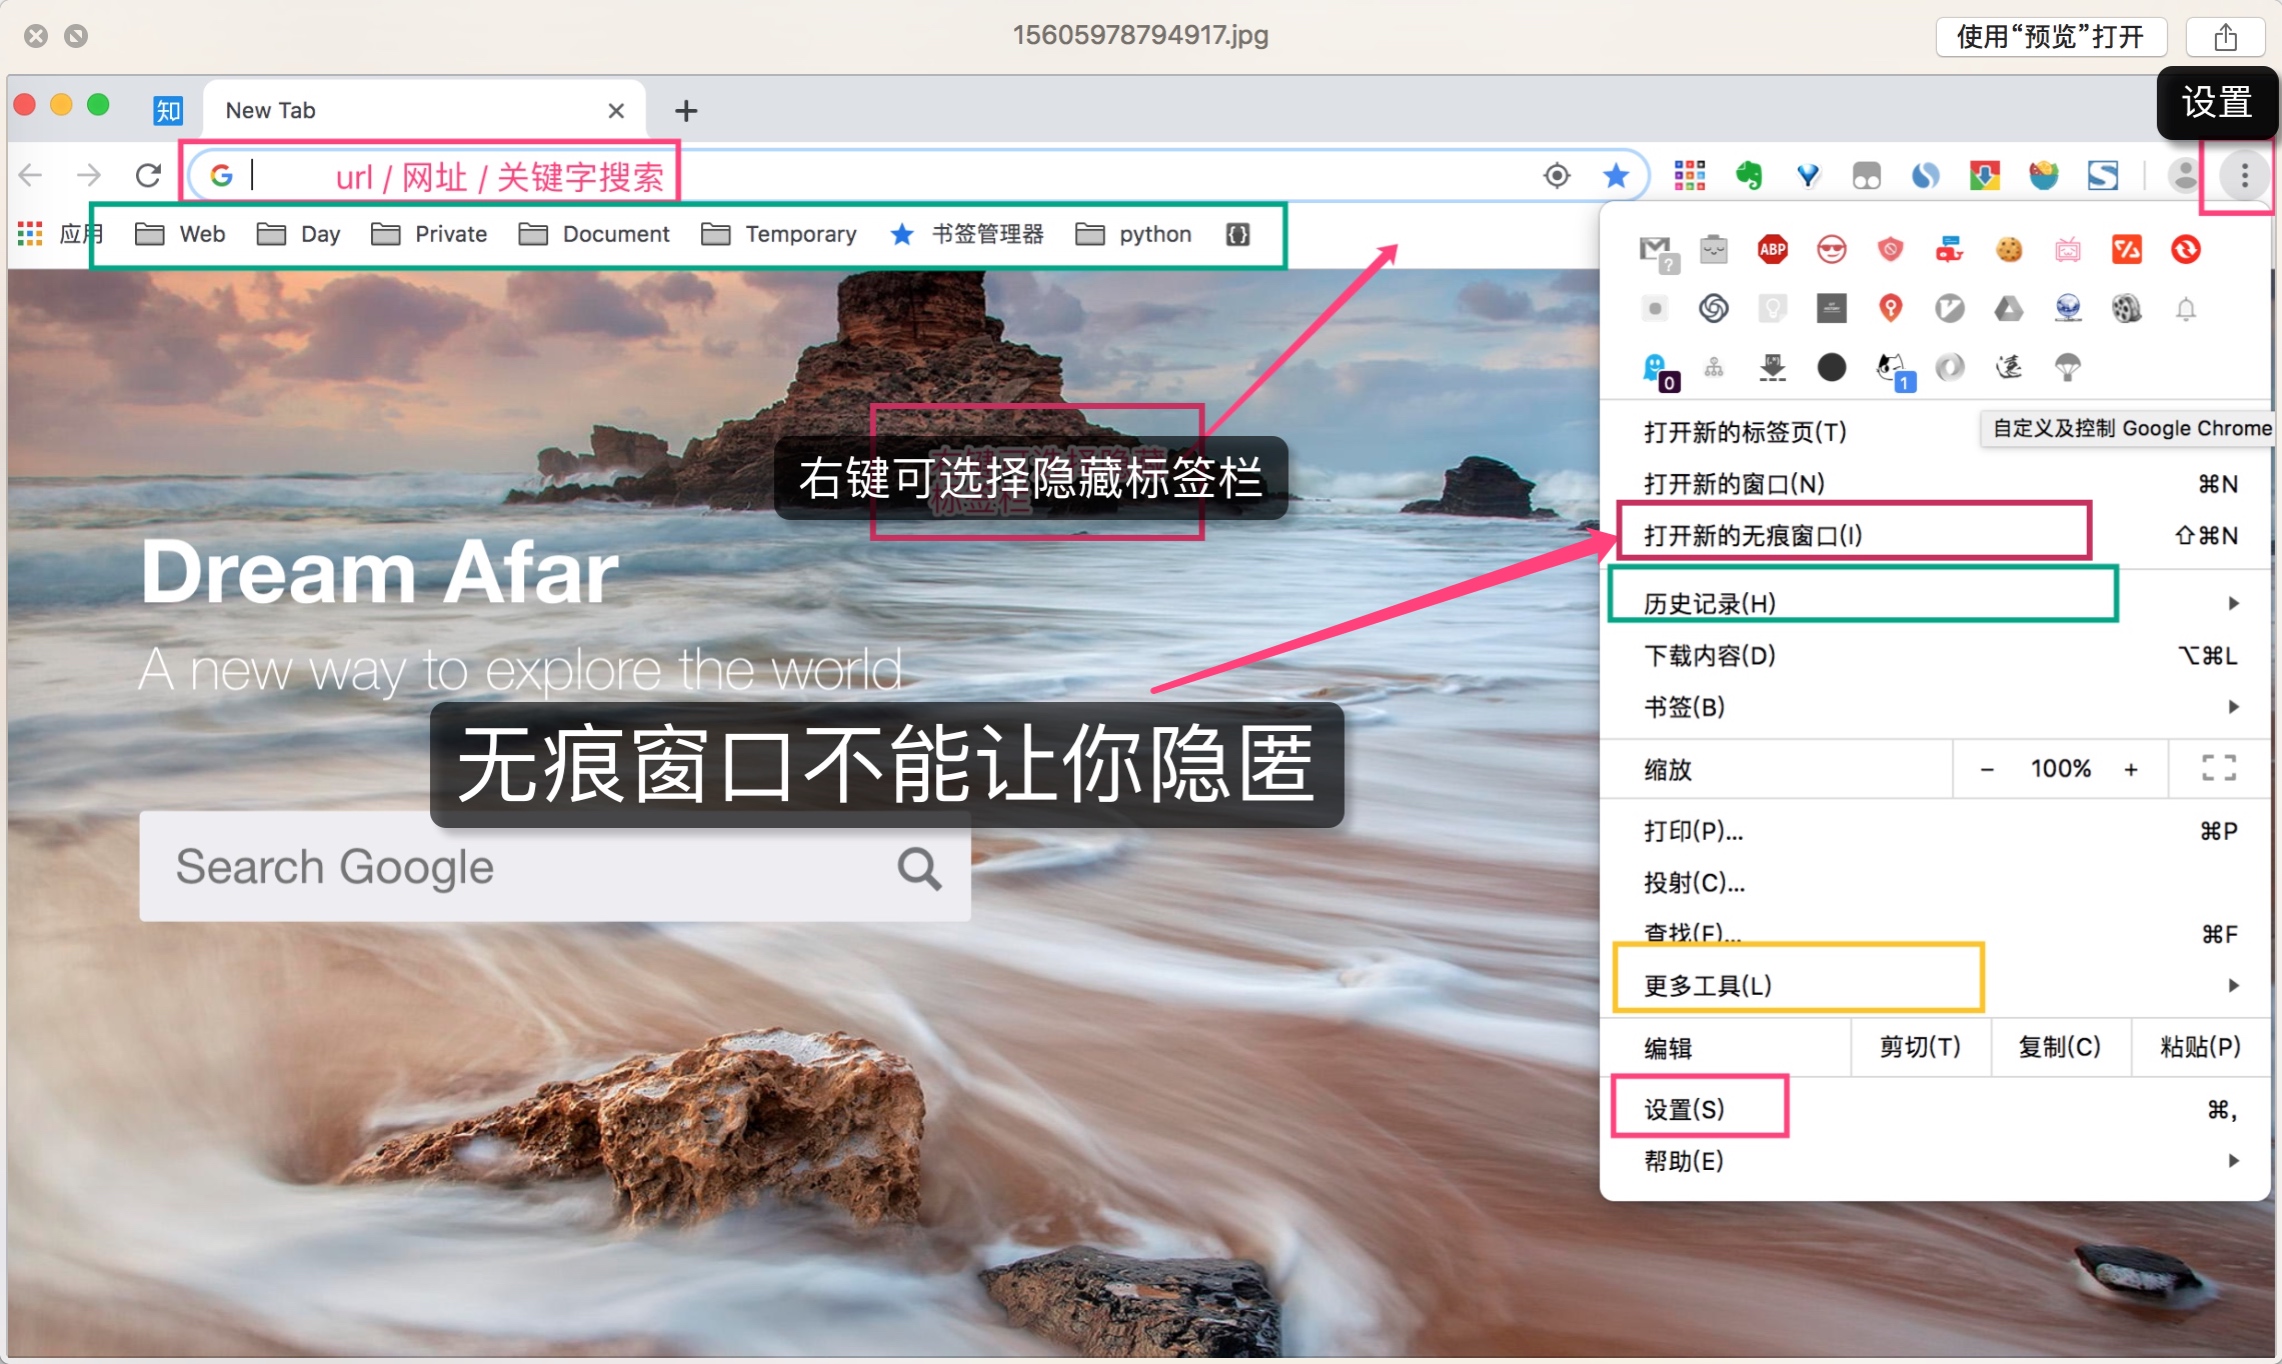 15605978794917.jpg
使用“预览”打开
设置
知
New Tab
url / 网址 / 关键字搜索
应用
Web
Day
Private
Document
Temporary
书签管理器
python
ABP
0
1
打开新的标签页(T)
自定义及控制 Google Chrome
打开新的窗口(N) ⌘N
打开新的无痕窗口(I) ⇧⌘N
历史记录(H)
下载内容(D) ⌥⌘L
书签(B)
缩放 − 100% +
打印(P)... ⌘P
投射(C)...
查找(F)... ⌘F
更多工具(L)
编辑 剪切(T) 复制(C) 粘贴(P)
设置(S) ⌘,
帮助(E)
右键可选择隐藏标签栏
Dream Afar
A new way to explore the world
无痕窗口不能让你隐匿
Search Google